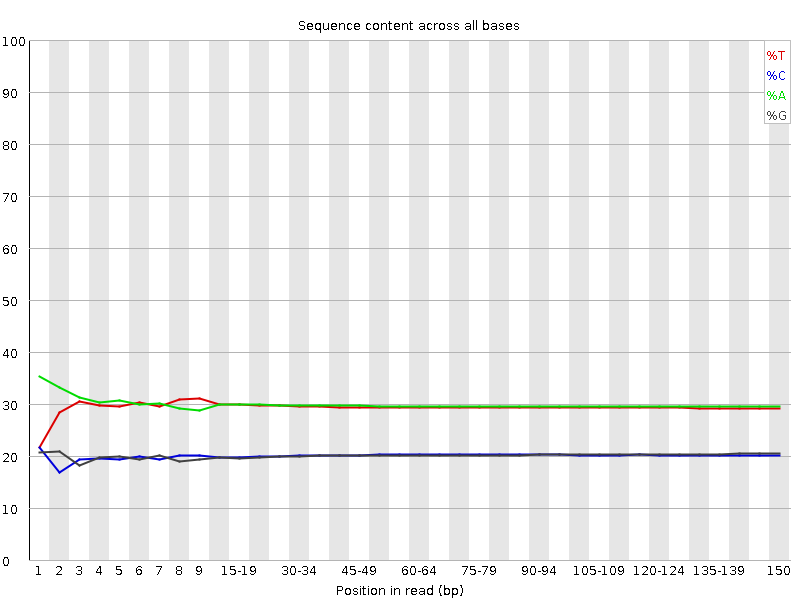 Sequence content across all bases
100
90
80
70
60
50
40
30
20
10
0
%T
%C
%A
%G
1 2 3 4 5 6 7 8 9 15-19 30-34 45-49 60-64 75-79 90-94 105-109 120-124 135-139 150
Position in read (bp)